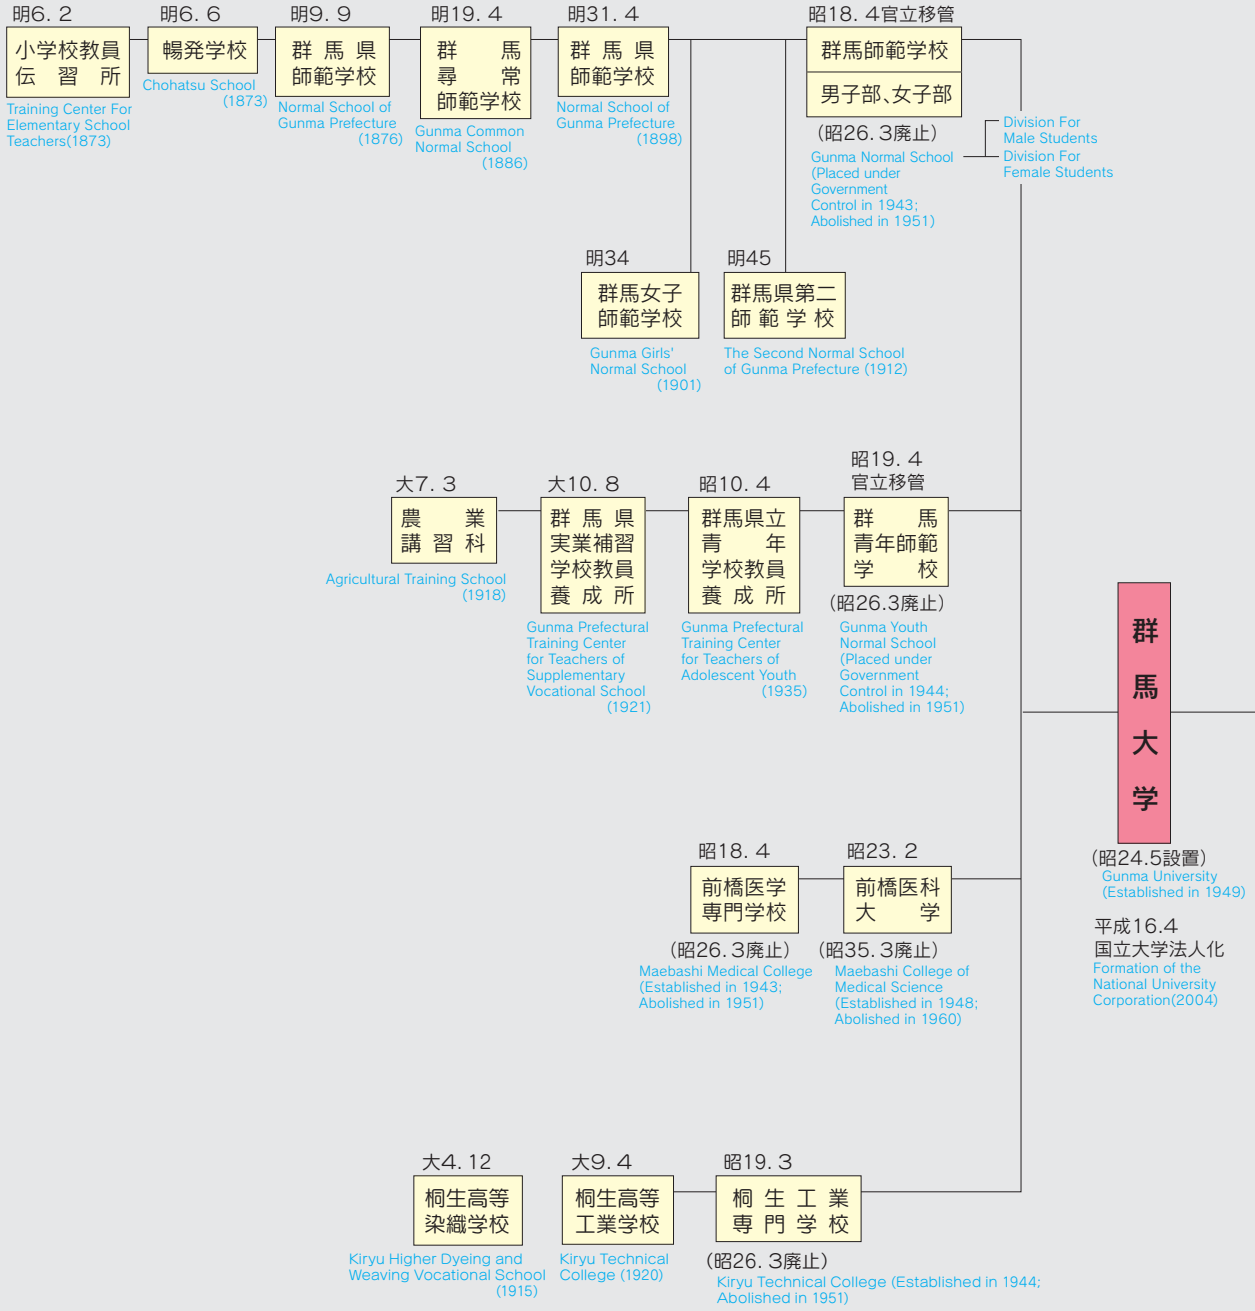 明6. 2
小学校教員
伝習所
Training Center For
Elementary School
Teachers(1873)
明6. 6
暢発学校
Chohatsu School
(1873)
明9. 9
群馬県
師範学校
Normal School of
Gunma Prefecture
(1876)
明19. 4
群馬
尋常
師範学校
Gunma Common
Normal School
(1886)
明31. 4
群馬県
師範学校
Normal School of
Gunma Prefecture
(1898)
昭18. 4官立移管
群馬師範学校
男子部、女子部
(昭26. 3廃止)
Gunma Normal School
(Placed under
Government
Control in 1943;
Abolished in 1951)
Division For
Male Students
Division For
Female Students
明34
群馬女子
師範学校
Gunma Girls'
Normal School
(1901)
明45
群馬県第二
師範学校
The Second Normal School
of Gunma Prefecture (1912)
大7. 3
農業
講習科
Agricultural Training School
(1918)
大10. 8
群馬県
実業補習
学校教員
養成所
Gunma Prefectural
Training Center
for Teachers of
Supplementary
Vocational School
(1921)
昭10. 4
群馬県立
青年
学校教員
養成所
Gunma Prefectural
Training Center
for Teachers of
Adolescent Youth
(1935)
昭19. 4
官立移管
群馬
青年師範
学校
(昭26.3廃止)
Gunma Youth
Normal School
(Placed under
Government
Control in 1944;
Abolished in 1951)
群馬大学
(昭24.5設置)
Gunma University
(Established in 1949)
平成16.4
国立大学法人化
Formation of the
National University
Corporation(2004)
昭18. 4
前橋医学
専門学校
(昭26. 3廃止)
Maebashi Medical College
(Established in 1943;
Abolished in 1951)
昭23. 2
前橋医科
大学
(昭35. 3廃止)
Maebashi College of
Medical Science
(Established in 1948;
Abolished in 1960)
大4. 12
桐生高等
染織学校
Kiryu Higher Dyeing and
Weaving Vocational School
(1915)
大9. 4
桐生高等
工業学校
Kiryu Technical
College (1920)
昭19. 3
桐生工業
専門学校
(昭26. 3廃止)
Kiryu Technical College (Established in 1944;
Abolished in 1951)